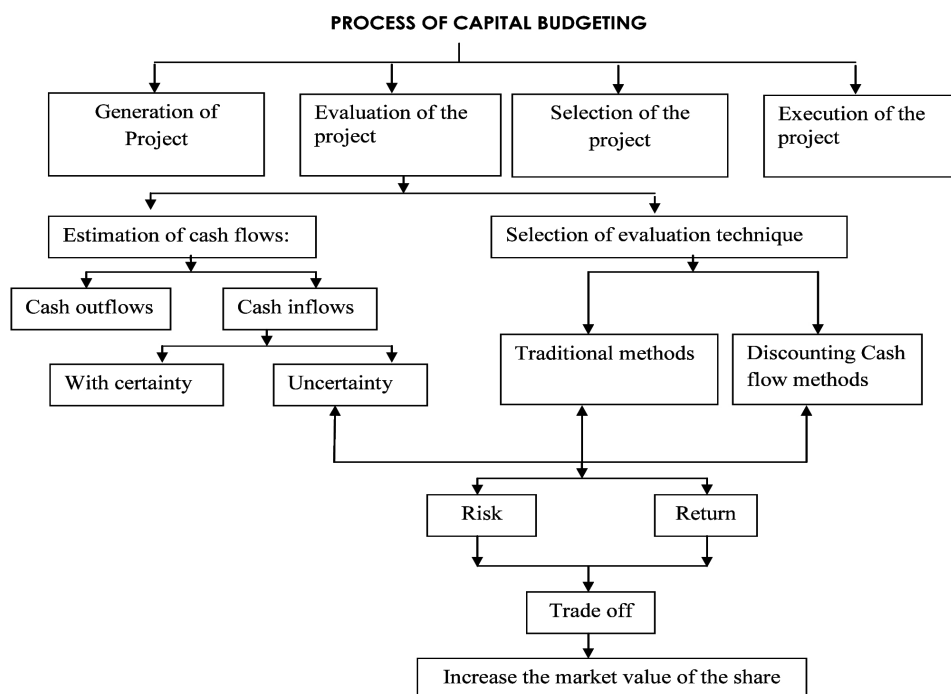 PROCESS OF CAPITAL BUDGETING
Generation of
Project
Evaluation of the
project
Selection of the
project
Execution of the
project
Estimation of cash flows:
Selection of evaluation technique
Cash outflows
Cash inflows
Traditional methods
Discounting Cash
flow methods
With certainty
Uncertainty
Risk
Return
Trade off
Increase the market value of the share